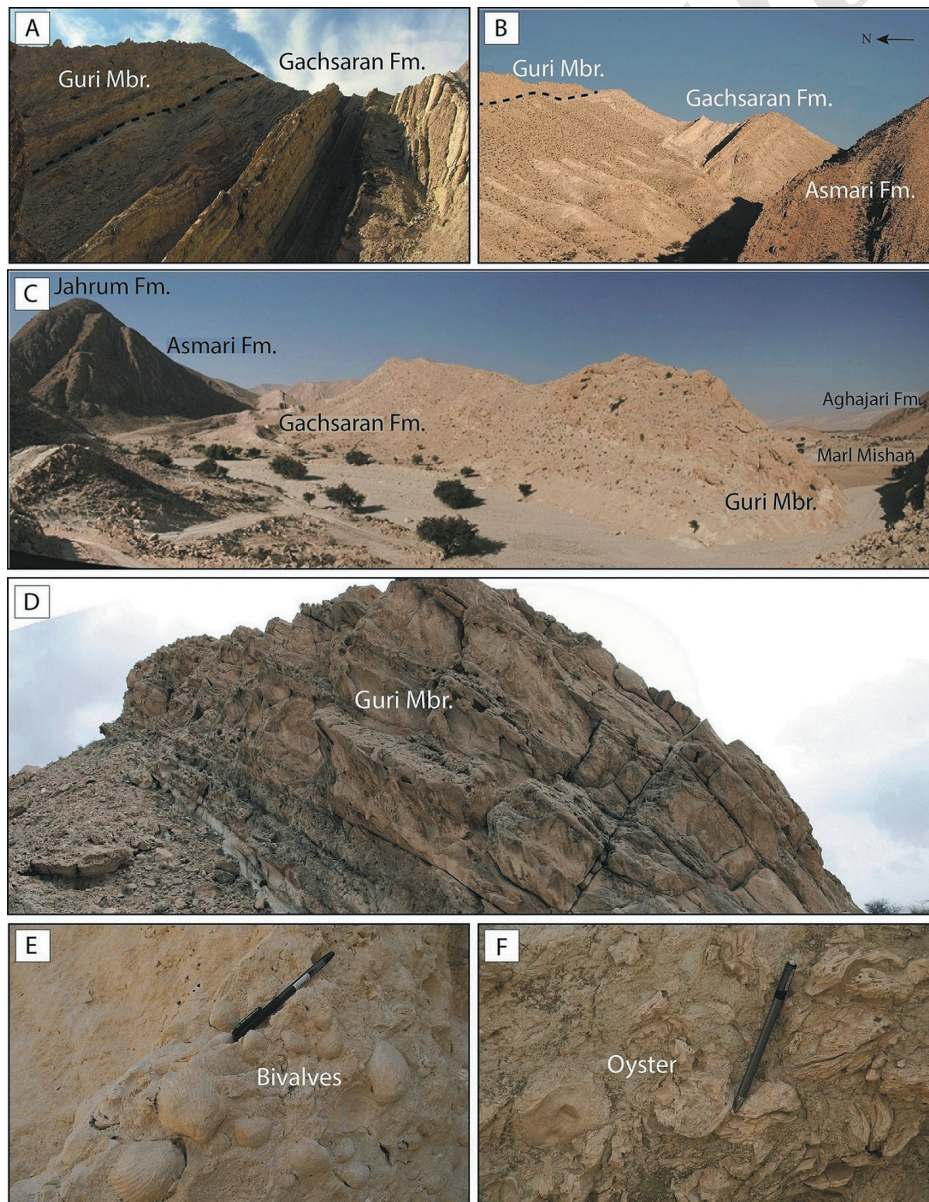 A
Guri Mbr.
Gachsaran Fm.
B
N
Guri Mbr.
Gachsaran Fm.
Asmari Fm.
C
Jahrum Fm.
Asmari Fm.
Gachsaran Fm.
Aghajari Fm.
Marl Mishan
Guri Mbr.
D
Guri Mbr.
E
Bivalves
F
Oyster